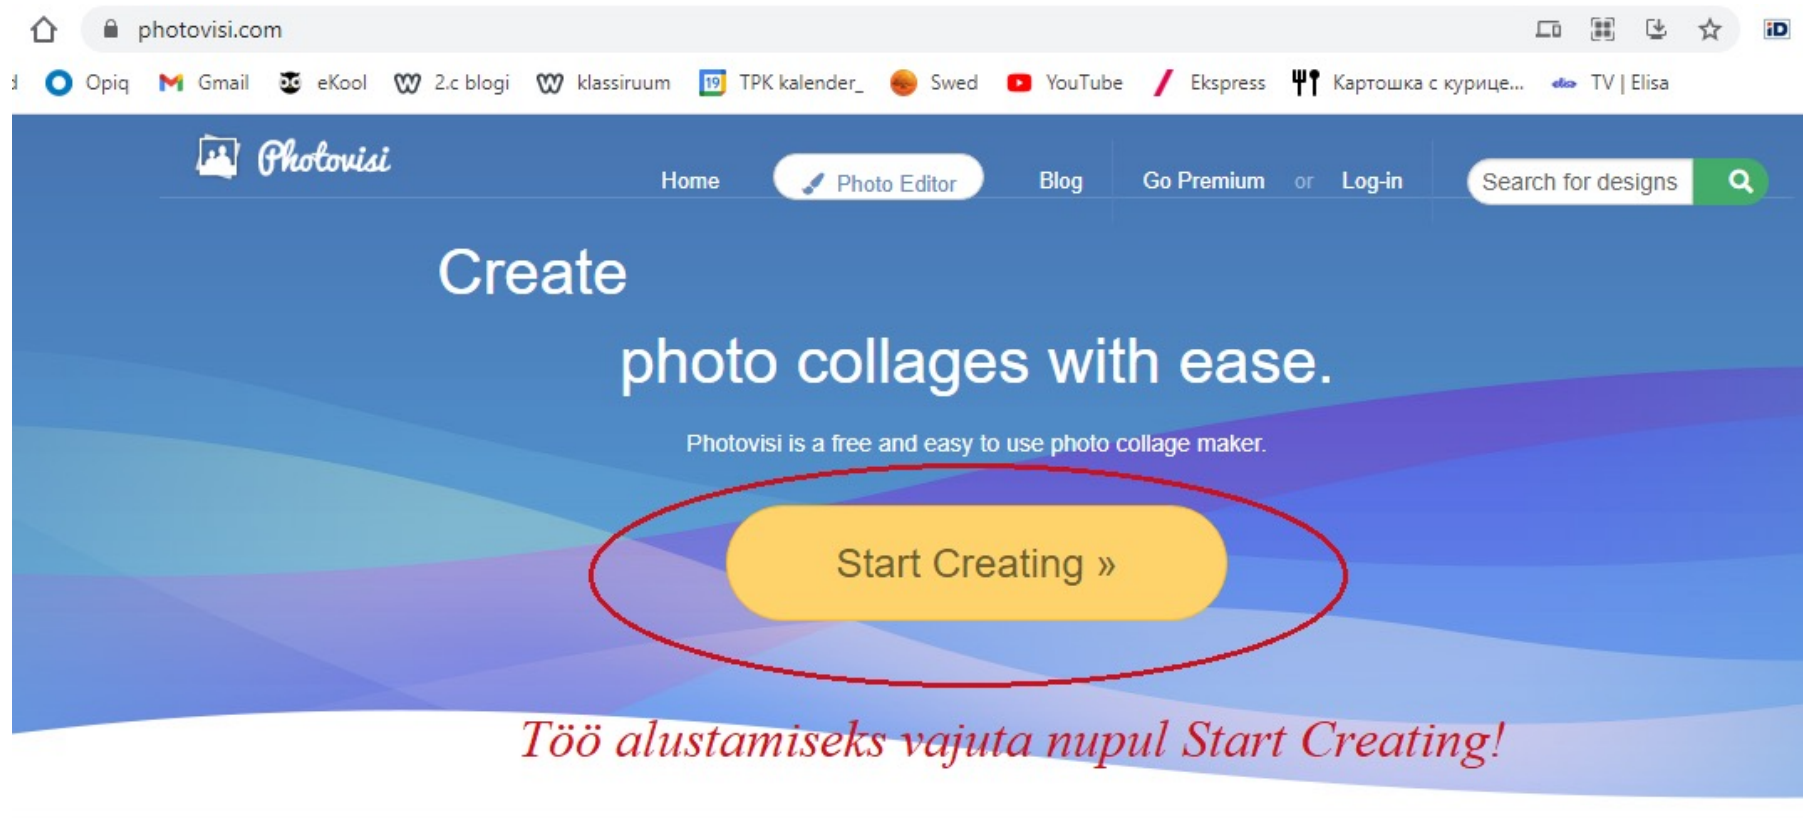 photovisi.com
Opiq Gmail eKool 2.c blogi klassiruum 19 TPK kalender_ Swed YouTube Ekspress Картошка с курице... elisa TV | Elisa
Photovisi
Home Photo Editor Blog Go Premium or Log-in Search for designs
Create
photo collages with ease.
Photovisi is a free and easy to use photo collage maker.
Start Creating »
Töö alustamiseks vajuta nupul Start Creating!